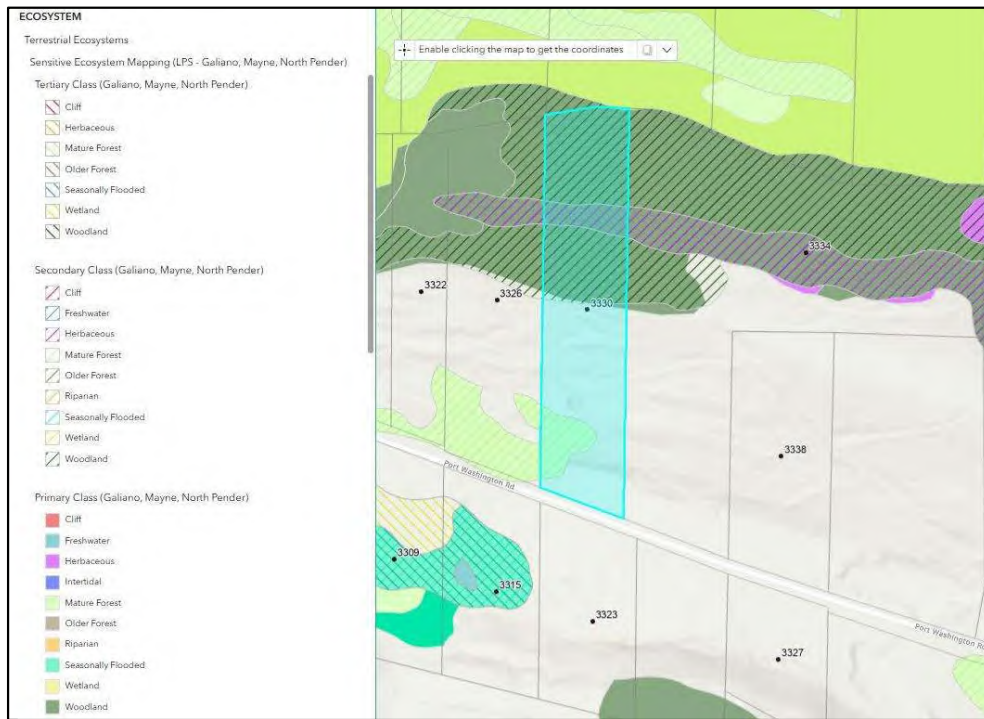 ECOSYSTEM
Terrestrial Ecosystems
Sensitive Ecosystem Mapping (LPS - Galiano, Mayne, North Pender)
Tertiary Class (Galiano, Mayne, North Pender)
Cliff
Herbaceous
Mature Forest
Older Forest
Seasonally Flooded
Wetland
Woodland
Secondary Class (Galiano, Mayne, North Pender)
Cliff
Freshwater
Herbaceous
Mature Forest
Older Forest
Riparian
Seasonally Flooded
Wetland
Woodland
Primary Class (Galiano, Mayne, North Pender)
Cliff
Freshwater
Herbaceous
Intertidal
Mature Forest
Older Forest
Riparian
Seasonally Flooded
Wetland
Woodland
Enable clicking the map to get the coordinates
3334
3322
3326
3330
3338
Port Washington Rd
3309
3315
3323
Port Washington Rd
3327